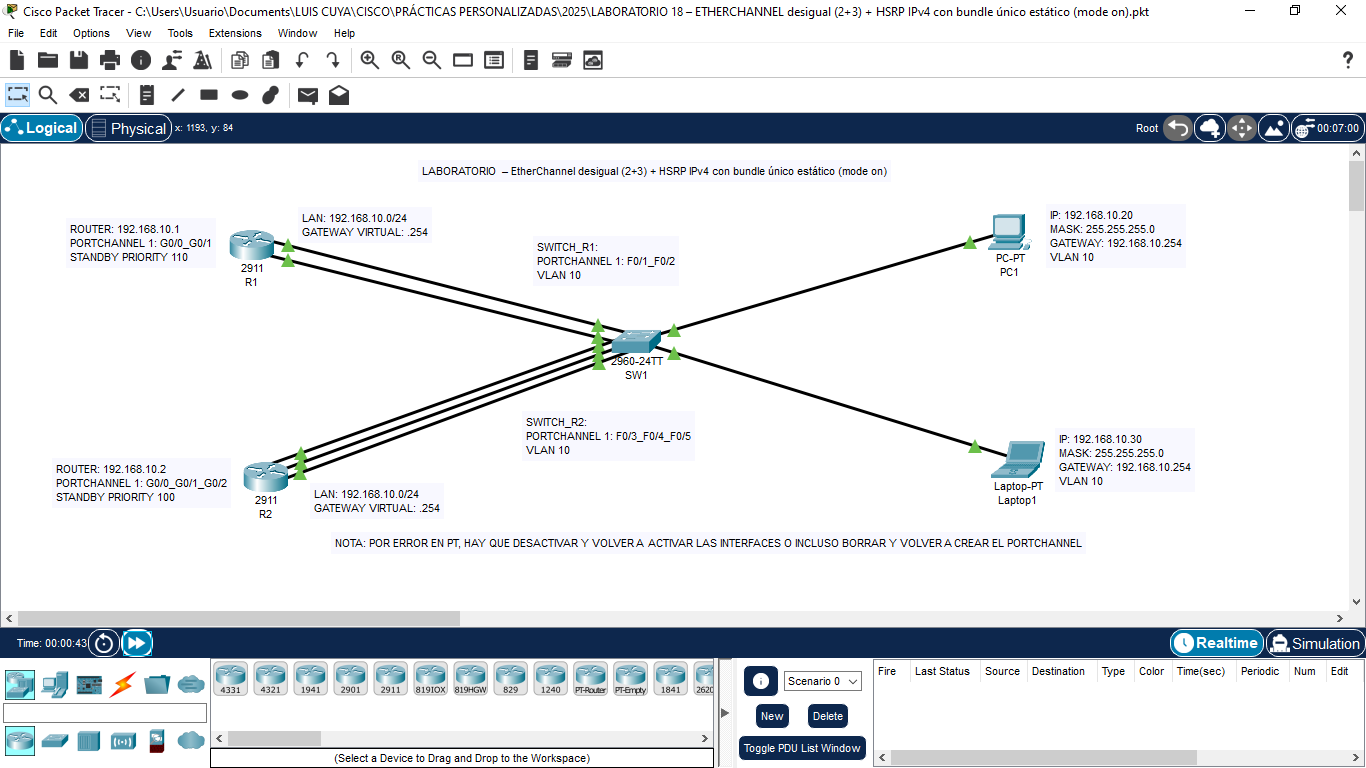 Cisco Packet Tracer - C:\Users\Usuario\Documents\LUIS CUYA\CISCO\PRÁCTICAS PERSONALIZADAS\2025\LABORATORIO 18 – ETHERCHANNEL desigual (2+3) + HSRP IPv4 con bundle único estático (mode on).pkt
File Edit Options View Tools Extensions Window Help
Logical Physical x: 1193, y: 84 Root 00:07:00
LABORATORIO – EtherChannel desigual (2+3) + HSRP IPv4 con bundle único estático (mode on)
ROUTER: 192.168.10.1
PORTCHANNEL 1: G0/0_G0/1
STANDBY PRIORITY 110
2911
R1
LAN: 192.168.10.0/24
GATEWAY VIRTUAL: .254
SWITCH_R1:
PORTCHANNEL 1: F0/1_F0/2
VLAN 10
PC-PT
PC1
IP: 192.168.10.20
MASK: 255.255.255.0
GATEWAY: 192.168.10.254
VLAN 10
2960-24TT
SW1
SWITCH_R2:
PORTCHANNEL 1: F0/3_F0/4_F0/5
VLAN 10
ROUTER: 192.168.10.2
PORTCHANNEL 1: G0/0_G0/1_G0/2
STANDBY PRIORITY 100
2911
R2
LAN: 192.168.10.0/24
GATEWAY VIRTUAL: .254
Laptop-PT
Laptop1
IP: 192.168.10.30
MASK: 255.255.255.0
GATEWAY: 192.168.10.254
VLAN 10
NOTA: POR ERROR EN PT, HAY QUE DESACTIVAR Y VOLVER A ACTIVAR LAS INTERFACES O INCLUSO BORRAR Y VOLVER A CREAR EL PORTCHANNEL
Time: 00:00:43 Realtime Simulation
4331 4321 1941 2901 2911 819IOX 819HGW 829 1240 PT-Router PT-Empty 1841 2620
(Select a Device to Drag and Drop to the Workspace)
Scenario 0
New Delete
Toggle PDU List Window
Fire Last Status Source Destination Type Color Time(sec) Periodic Num Edit